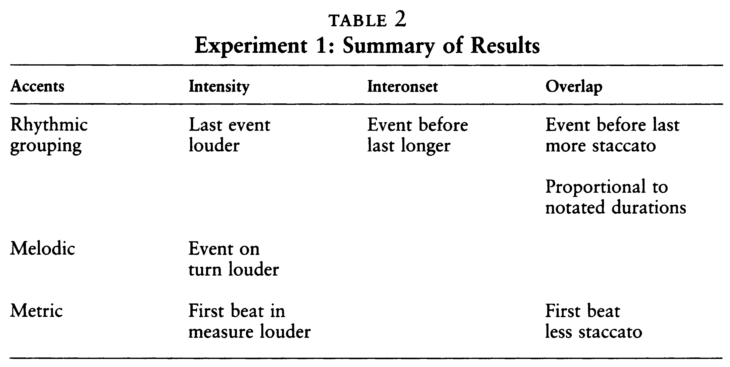 TABLE 2
Experiment 1: Summary of Results
Accents Intensity Interonset Overlap
Rhythmic Last event Event before Event before last
grouping louder last longer more staccato
Proportional to
notated durations
Melodic Event on
turn louder
Metric First beat in First beat
measure louder less staccato